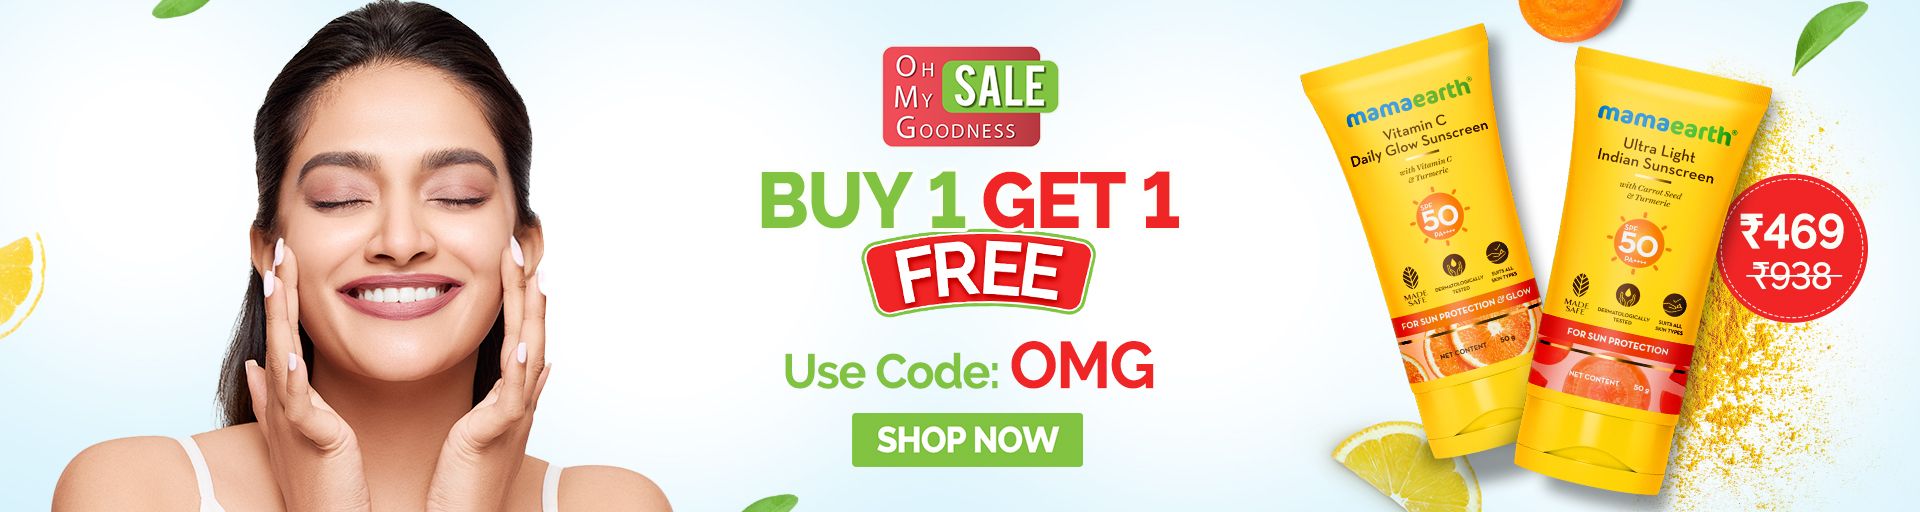 OH SALE
MY
GOODNESS
BUY 1 GET 1
FREE
Use Code: OMG
SHOP NOW
mamaearth®
Vitamin C
Daily Glow Sunscreen
with Vitamin C
& Turmeric
SPF
50
PA++++
MADE
SAFE
DERMATOLOGICALLY
TESTED
SUITS ALL
SKIN TYPES
FOR SUN PROTECTION & GLOW
NET CONTENT 50 g
mamaearth®
Ultra Light
Indian Sunscreen
with Carrot Seed
& Turmeric
SPF
50
PA++++
MADE
SAFE
DERMATOLOGICALLY
TESTED
SUITS ALL
SKIN TYPES
FOR SUN PROTECTION
NET CONTENT 50 g
₹469
₹938